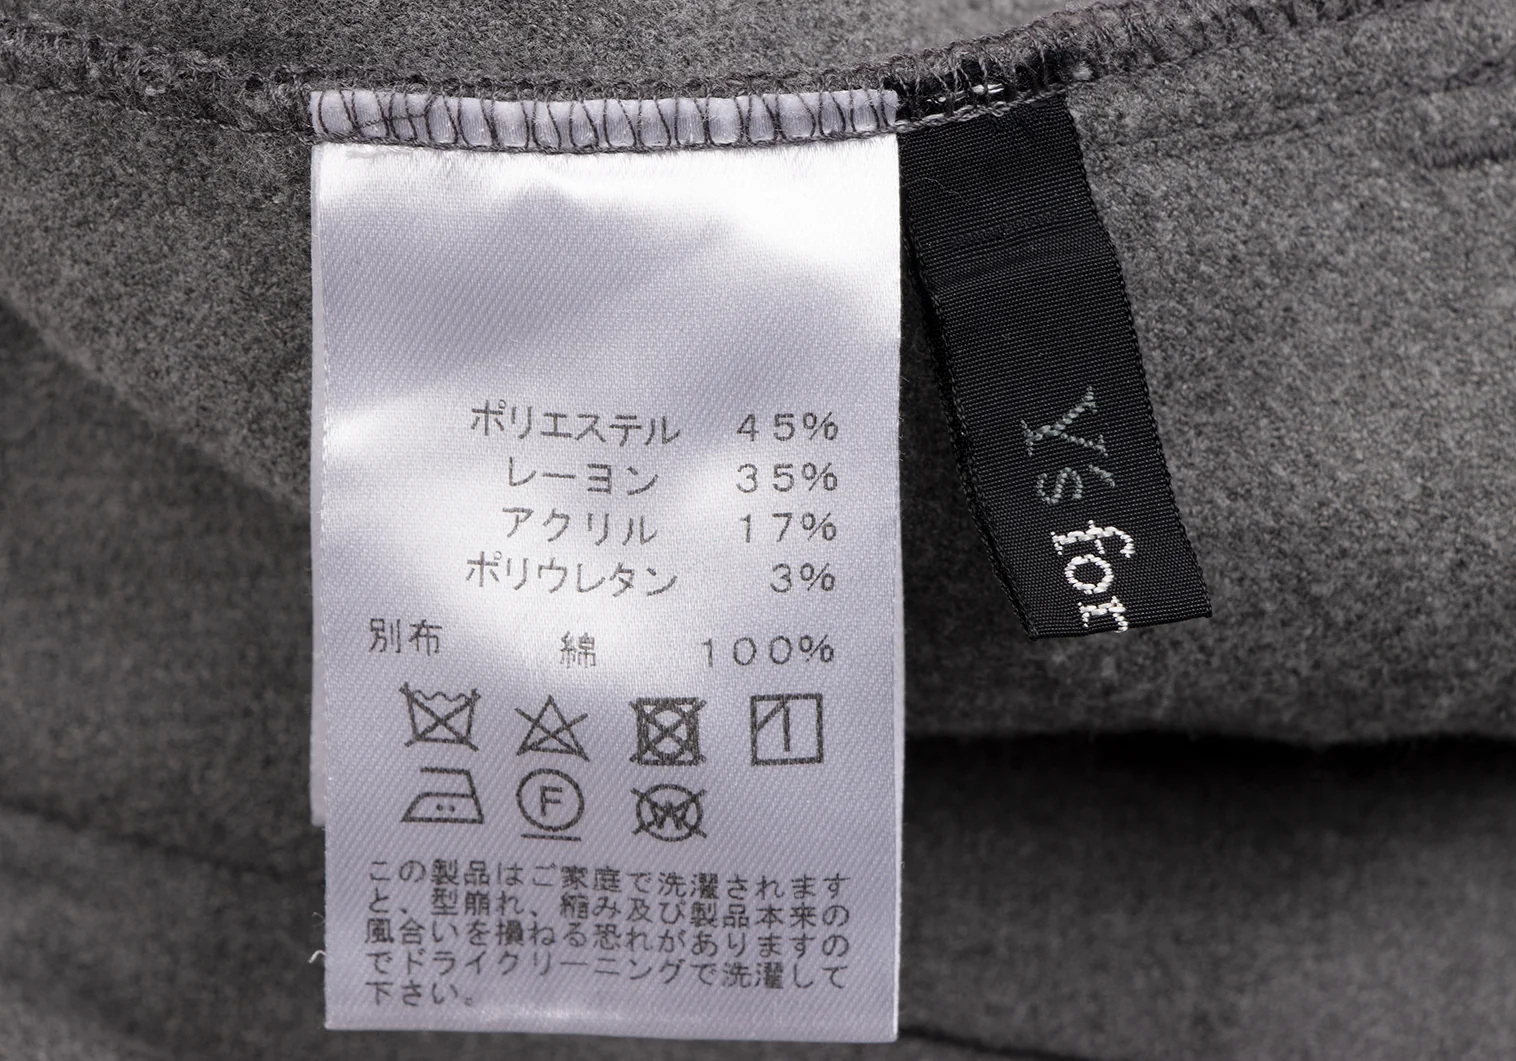 ポリエステル 45%
レーヨン 35%
アクリル 17%
ポリウレタン 3%
別布 綿 100%
F
W
この製品はご家庭で洗濯されます
と、型崩れ、縮み及び製品本来の
風合いを損ねる恐れがありますの
でドライクリーニングで洗濯して
下さい。
Y's for